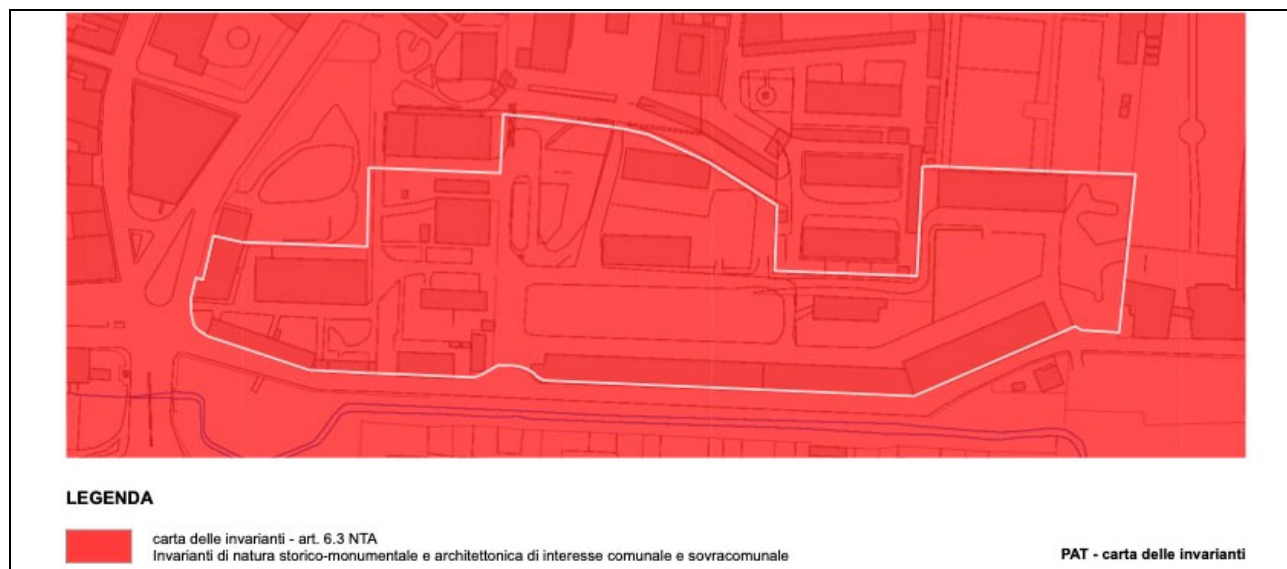 LEGENDA
carta delle invarianti - art. 6.3 NTA
Invarianti di natura storico-monumentale e architettonica di interesse comunale e sovracomunale
PAT - carta delle invarianti